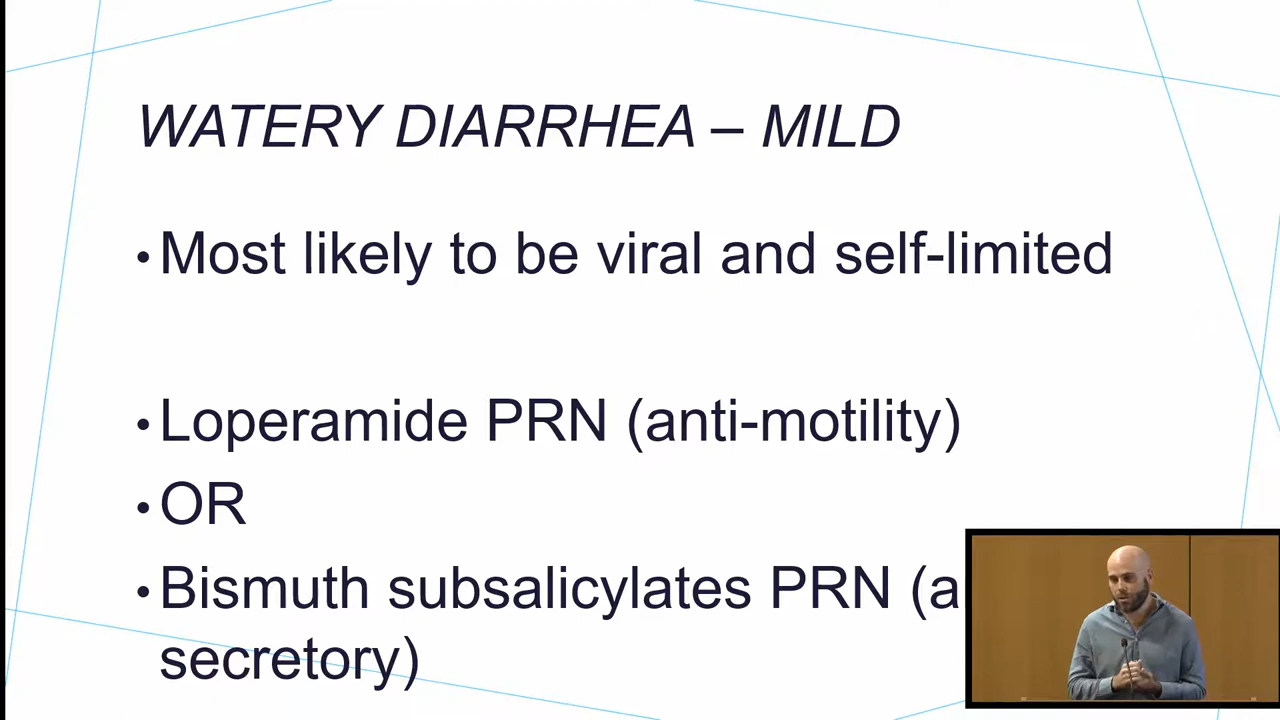 WATERY DIARRHEA – MILD
• Most likely to be viral and self-limited
• Loperamide PRN (anti-motility)
• OR
• Bismuth subsalicylates PRN (a
secretory)